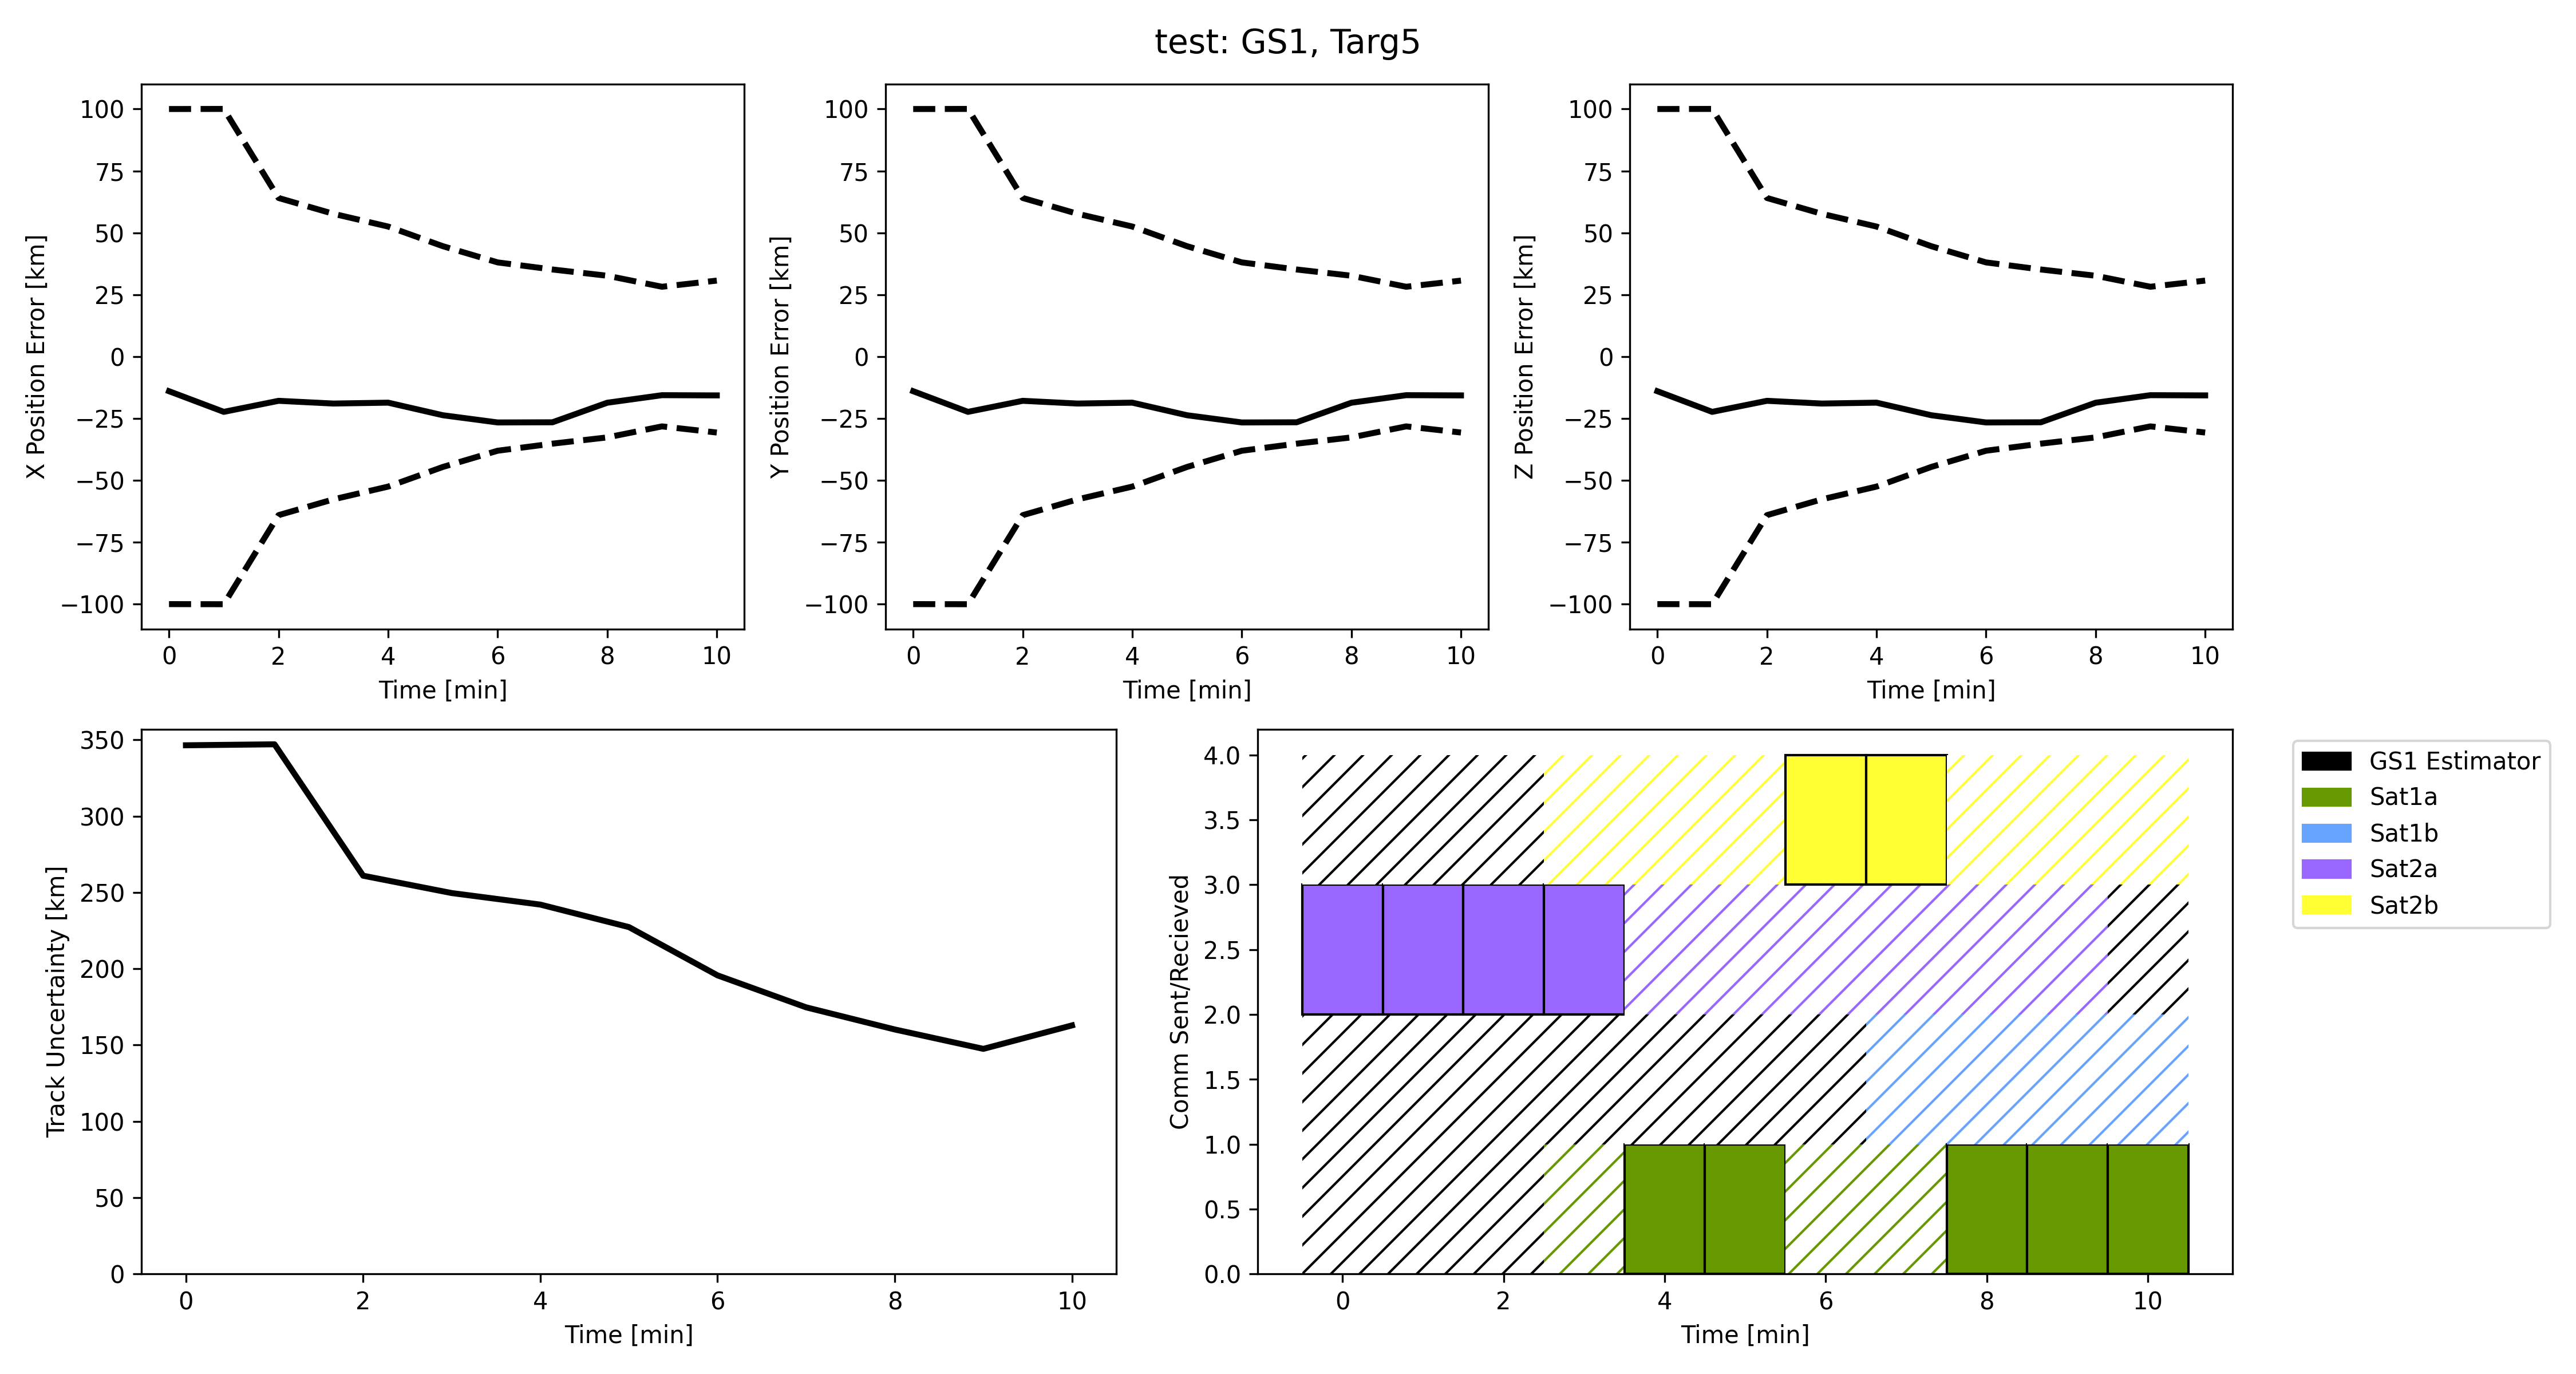 test: GS1, Targ5
X Position Error [km]
100
75
50
25
0
−25
−50
−75
−100
0 2 4 6 8 10
Time [min]
Y Position Error [km]
100
75
50
25
0
−25
−50
−75
−100
0 2 4 6 8 10
Time [min]
Z Position Error [km]
100
75
50
25
0
−25
−50
−75
−100
0 2 4 6 8 10
Time [min]
Track Uncertainty [km]
350
300
250
200
150
100
50
0
0 2 4 6 8 10
Time [min]
Comm Sent/Recieved
4.0
3.5
3.0
2.5
2.0
1.5
1.0
0.5
0.0
0 2 4 6 8 10
Time [min]
GS1 Estimator
Sat1a
Sat1b
Sat2a
Sat2b